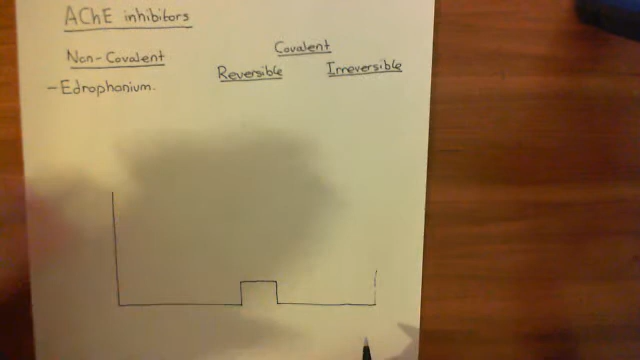 AChE inhibitors
Non-Covalent
Covalent
Reversible
Irreversible
- Edrophonium.